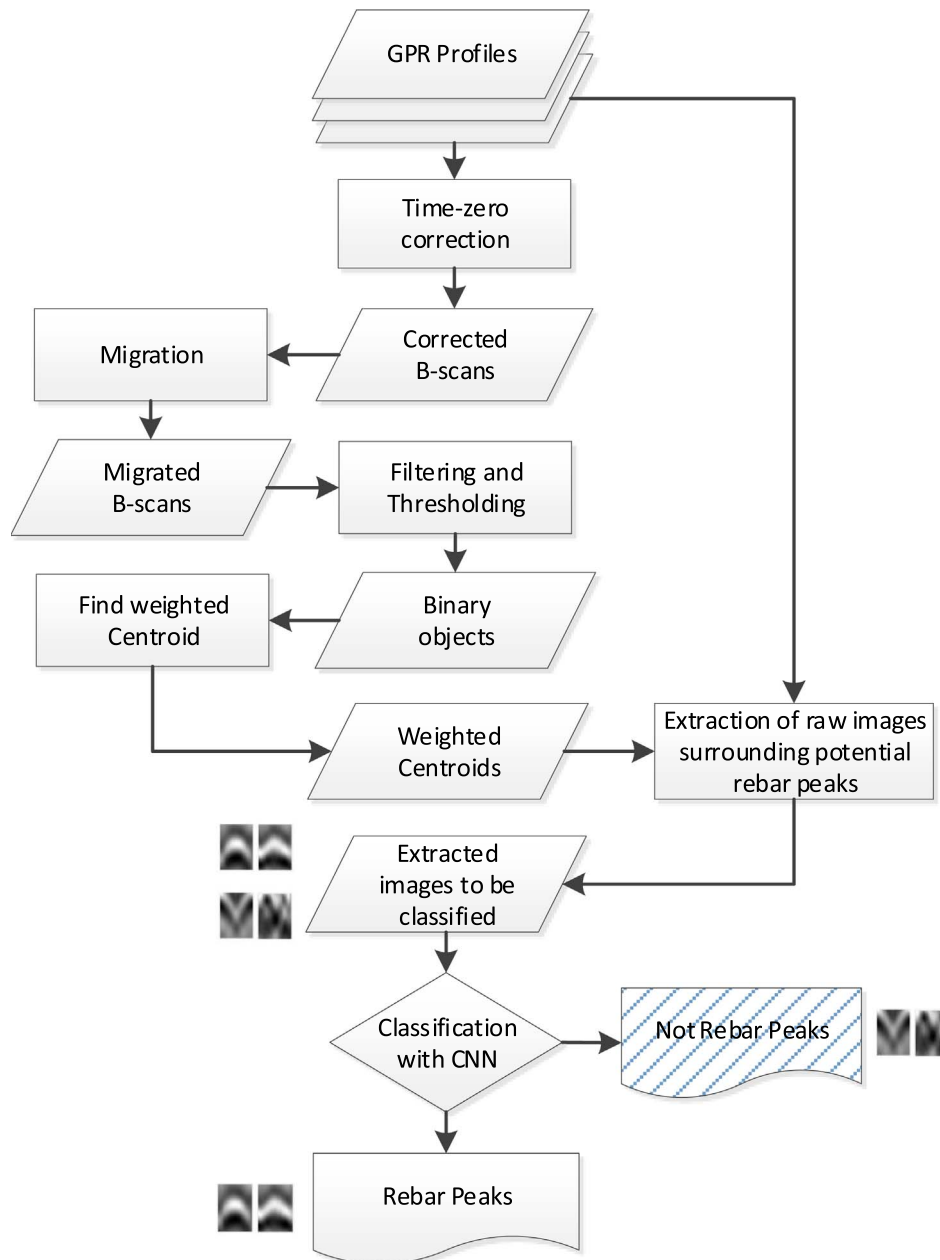 GPR Profiles
Time-zero
correction
Corrected
B-scans
Migration
Migrated
B-scans
Filtering and
Thresholding
Binary
objects
Find weighted
Centroid
Weighted
Centroids
Extraction of raw images
surrounding potential
rebar peaks
Extracted
images to be
classified
Classification
with CNN
Not Rebar Peaks
Rebar Peaks